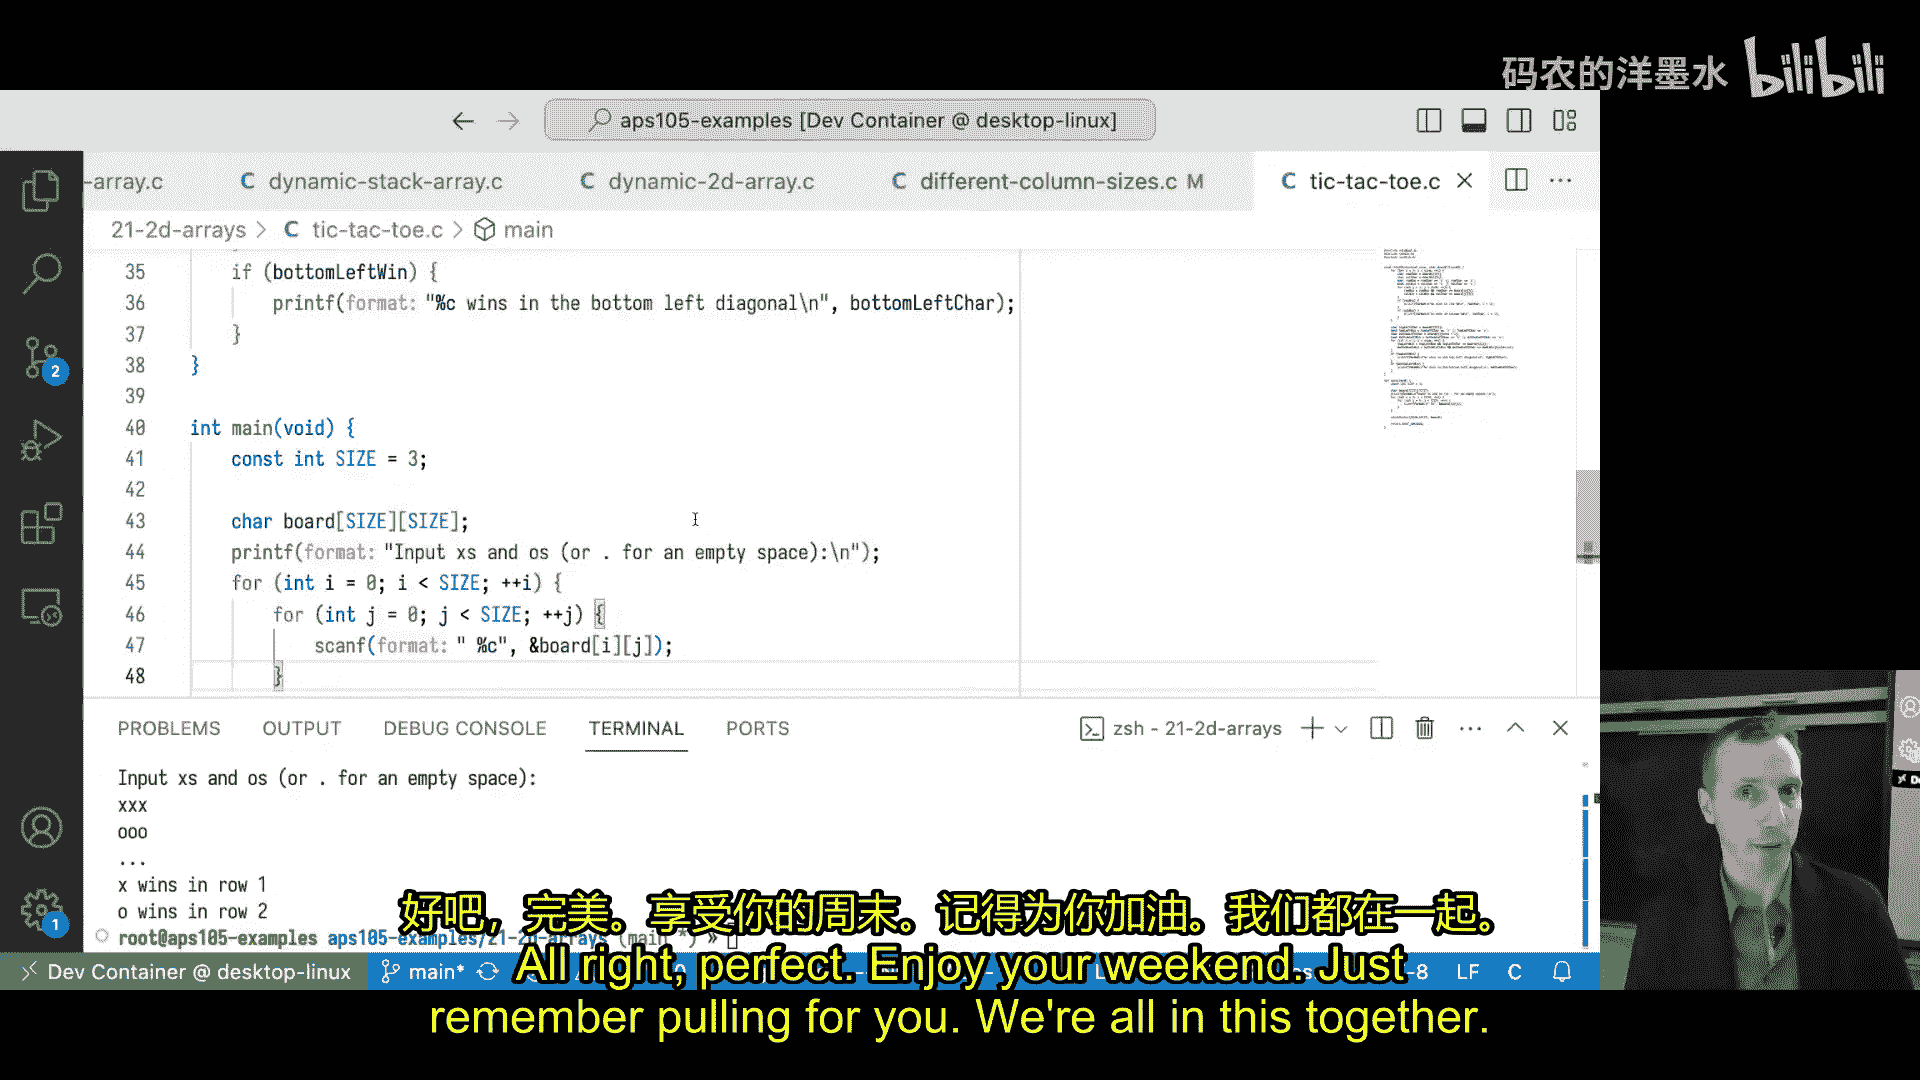 码农的洋墨水 bilibili
aps105-examples [Dev Container @ desktop-linux]
-array.c
dynamic-stack-array.c
dynamic-2d-array.c
different-column-sizes.c M
tic-tac-toe.c
21-2d-arrays > C tic-tac-toe.c > main
35 if (bottomLeftWin) {
36 printf(format: "%c wins in the bottom left diagonal\n", bottomLeftChar);
37 }
38 }
39
40 int main(void) {
41 const int SIZE = 3;
42
43 char board[SIZE][SIZE];
44 printf(format: "Input xs and os (or . for an empty space):\n");
45 for (int i = 0; i < SIZE; ++i) {
46 for (int j = 0; j < SIZE; ++j) {
47 scanf(format: " %c", &board[i][j]);
48 }
PROBLEMS OUTPUT DEBUG CONSOLE TERMINAL PORTS
zsh - 21-2d-arrays
Input xs and os (or . for an empty space):
xxx
ooo
...
x wins in row 1
o wins in row 2
root@aps105-examples aps105-examples/21-2d-arrays (main *) »
好吧，完美。享受你的周末。记得为你加油。我们都在一起。
Dev Container @ desktop-linux main* LF C
All right, perfect. Enjoy your weekend. Just
remember pulling for you. We're all in this together.
2
1